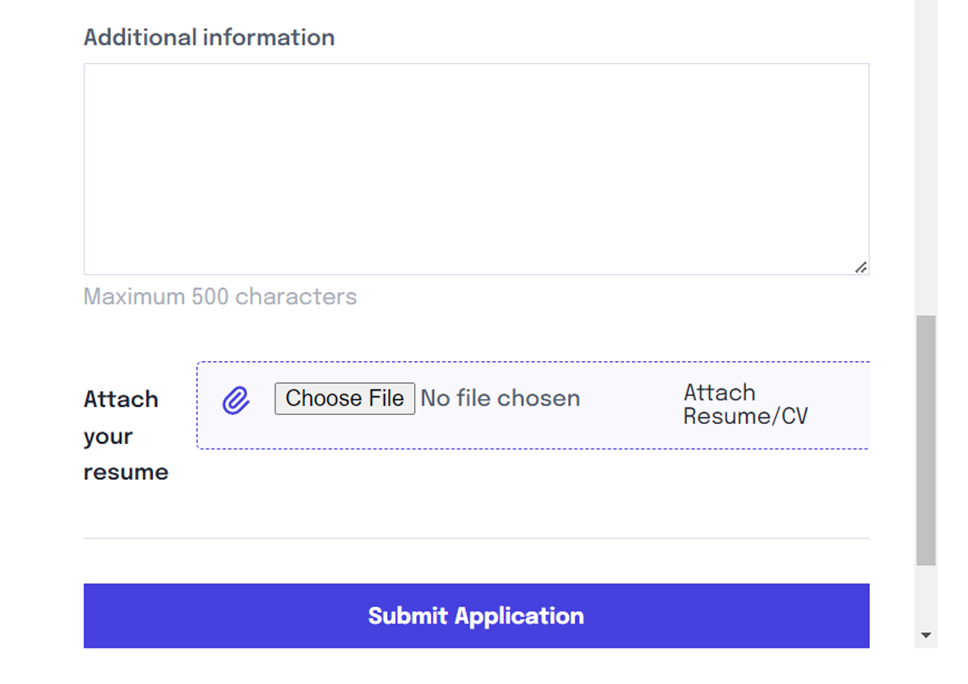 Additional information
Maximum 500 characters
Attach
your
resume
Choose File No file chosen
Attach
Resume/CV
Submit Application